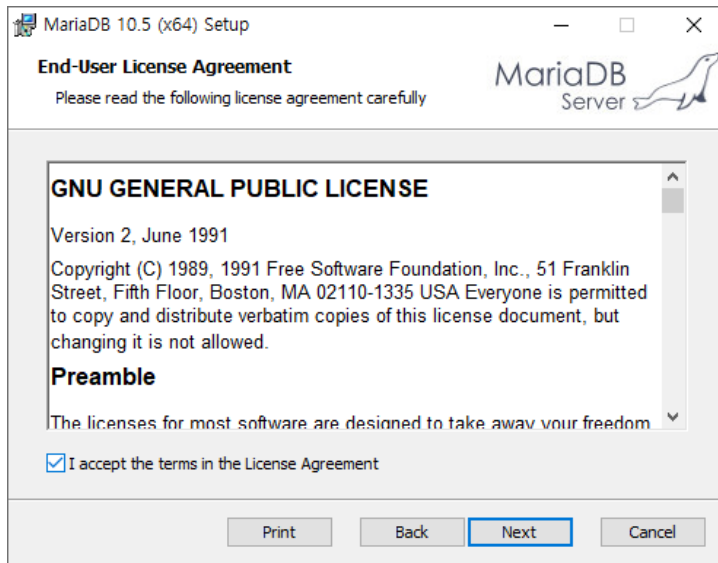 MariaDB 10.5 (x64) Setup
End-User License Agreement
Please read the following license agreement carefully
MariaDB
Server
GNU GENERAL PUBLIC LICENSE
Version 2, June 1991
Copyright (C) 1989, 1991 Free Software Foundation, Inc., 51 Franklin
Street, Fifth Floor, Boston, MA 02110-1335 USA Everyone is permitted
to copy and distribute verbatim copies of this license document, but
changing it is not allowed.
Preamble
The licenses for most software are designed to take away your freedom
I accept the terms in the License Agreement
Print
Back
Next
Cancel